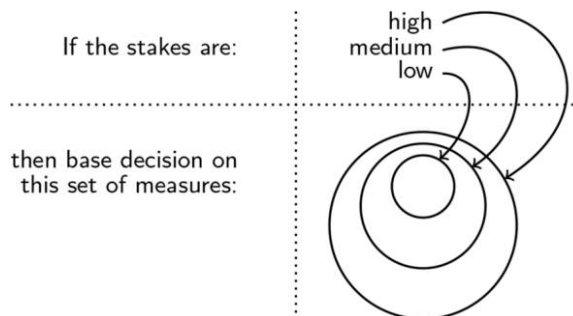 If the stakes are:
high
medium
low
then base decision on
this set of measures: